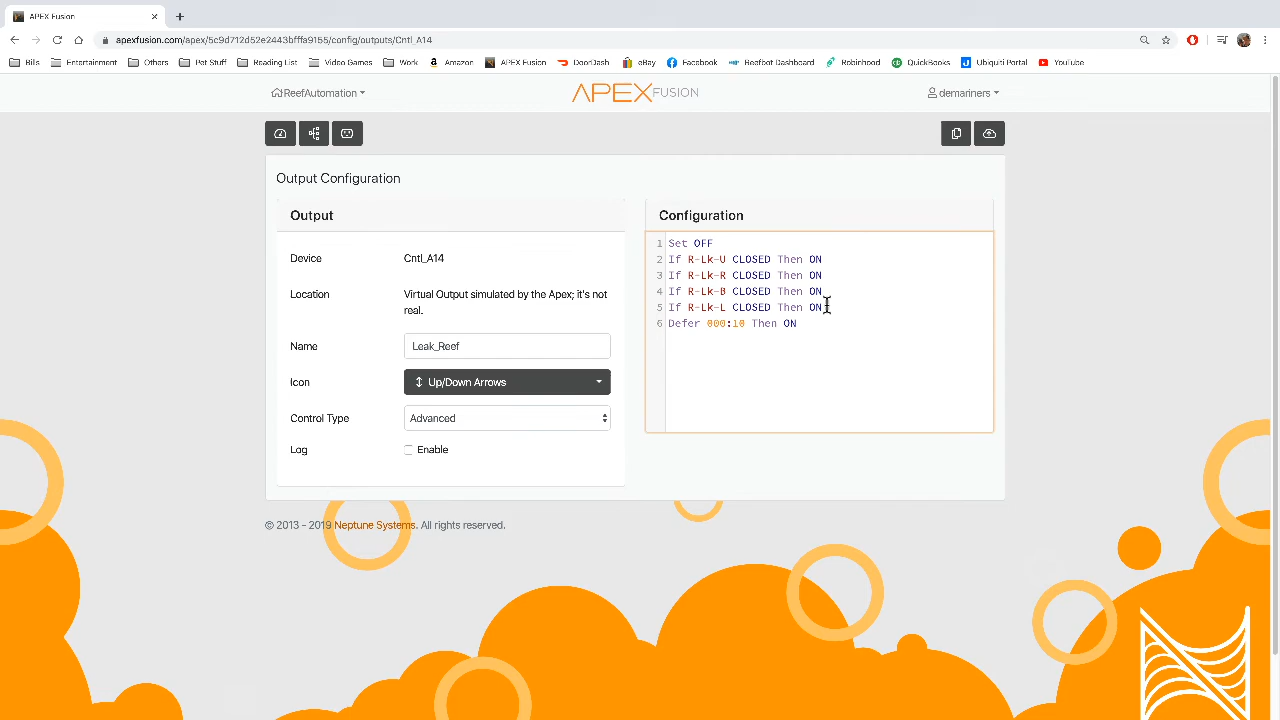 APEX Fusion
apexfusion.com/apex/5c9d712d52e2443bfffa9155/config/outputs/Cntl_A14
Bills
Entertainment
Others
Pet Stuff
Reading List
Video Games
Work
Amazon
APEX Fusion
DoorDash
eBay
Facebook
Reefbot Dashboard
Robinhood
QuickBooks
Ubiquiti Portal
YouTube
ReefAutomation
APEX FUSION
demariners
Output Configuration
Output
Device
Cntl_A14
Location
Virtual Output simulated by the Apex; it's not
real.
Name
Leak_Reef
Icon
Up/Down Arrows
Control Type
Advanced
Log
Enable
Configuration
1 Set OFF
2 If R-Lk-U CLOSED Then ON
3 If R-Lk-R CLOSED Then ON
4 If R-Lk-B CLOSED Then ON
5 If R-Lk-L CLOSED Then ON
6 Defer 000:10 Then ON
© 2013 - 2019 Neptune Systems. All rights reserved.